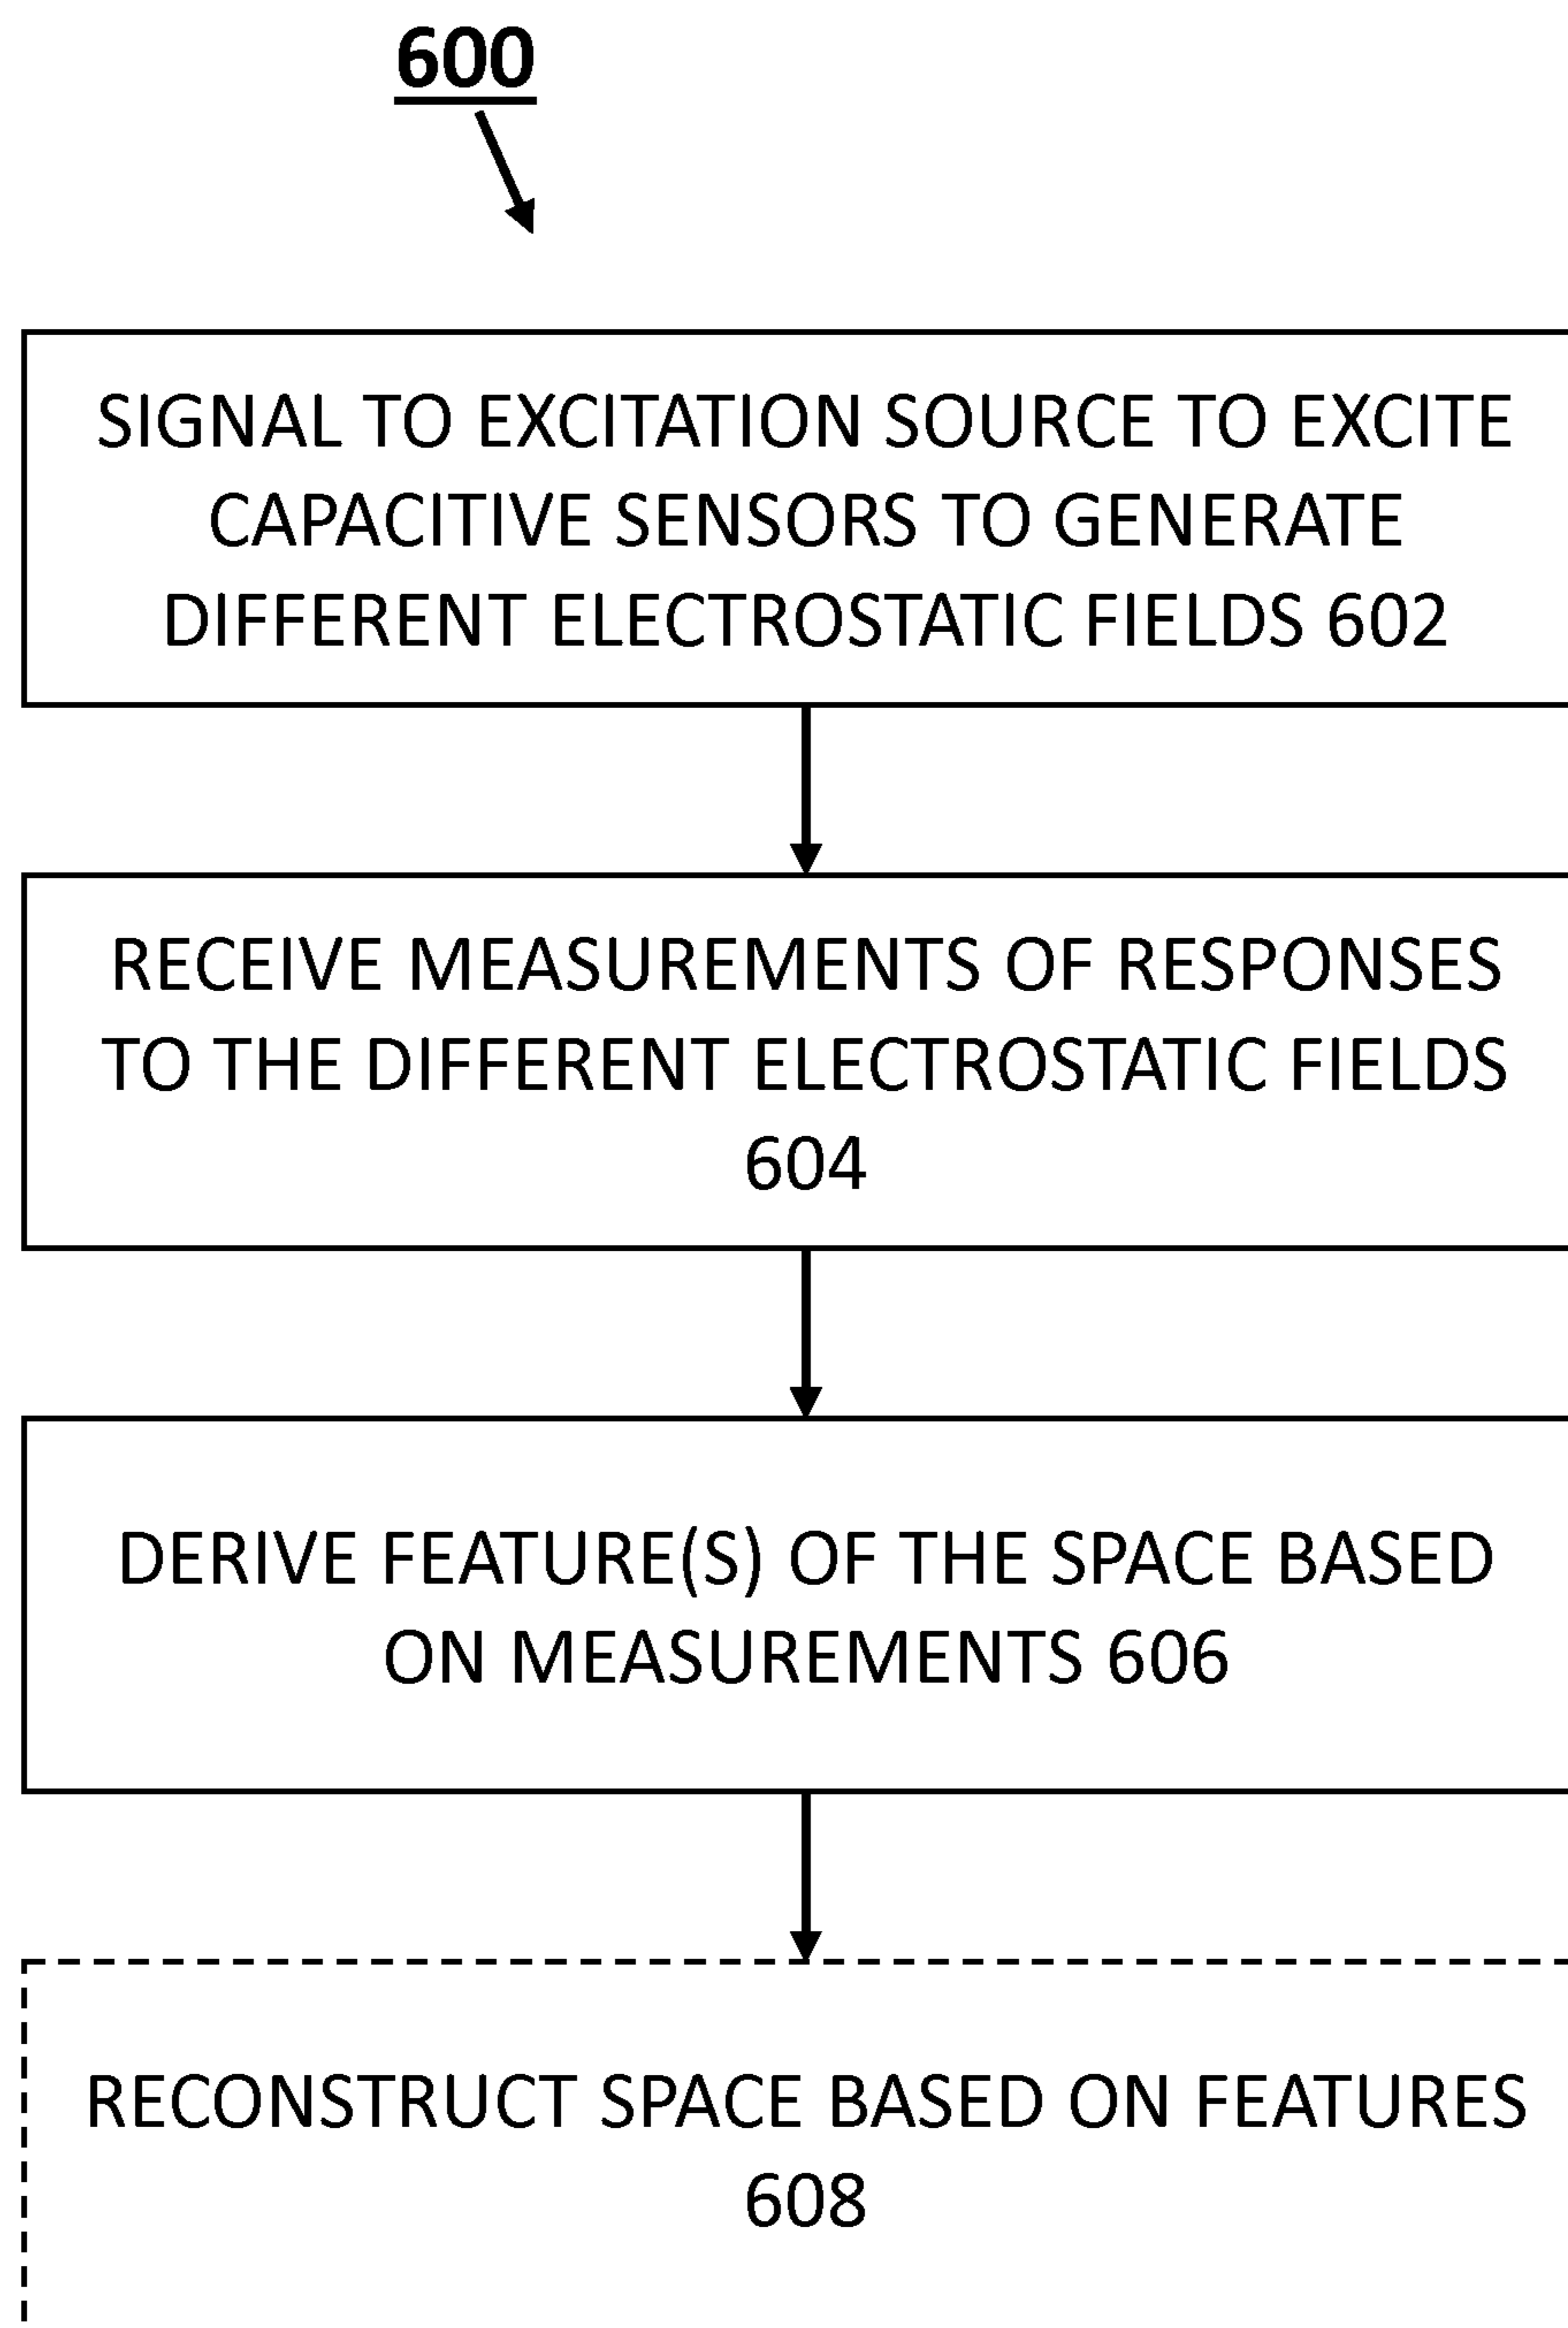 600
SIGNAL TO EXCITATION SOURCE TO EXCITE
CAPACITIVE SENSORS TO GENERATE
DIFFERENT ELECTROSTATIC FIELDS 602
RECEIVE MEASUREMENTS OF RESPONSES
TO THE DIFFERENT ELECTROSTATIC FIELDS
604
DERIVE FEATURE(S) OF THE SPACE BASED
ON MEASUREMENTS 606
RECONSTRUCT SPACE BASED ON FEATURES
608